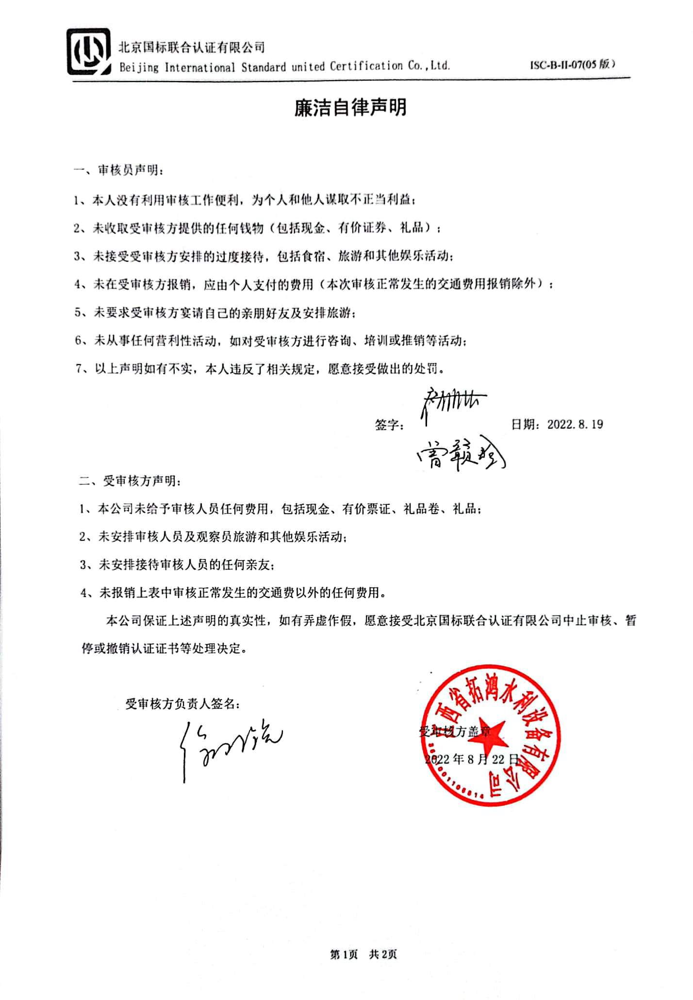 北京国标联合认证有限公司
Beijing International Standard united Certification Co.,Ltd.
ISC-B-II-07(05版)
廉洁自律声明
一、审核员声明:
1、本人没有利用审核工作便利，为个人和他人谋取不正当利益;
2、未收取受审核方提供的任何钱物（包括现金、有价证券、礼品）;
3、未接受受审核方安排的过度接待，包括食宿、旅游和其他娱乐活动;
4、未在受审核方报销，应由个人支付的费用（本次审核正常发生的交通费用报销除外）;
5、未要求受审核方宴请自己的亲朋好友及安排旅游;
6、未从事任何营利性活动，如对受审核方进行咨询、培训或推销等活动;
7、以上声明如有不实，本人违反了相关规定，愿意接受做出的处罚。
签字: 日期: 2022.8.19
二、受审核方声明:
1、本公司未给予审核人员任何费用，包括现金、有价票证、礼品卷、礼品;
2、未安排审核人员及观察员旅游和其他娱乐活动;
3、未安排接待审核人员的任何亲友;
4、未报销上表中审核正常发生的交通费以外的任何费用。
本公司保证上述声明的真实性，如有弄虚作假，愿意接受北京国标联合认证有限公司中止审核、暂
停或撤销认证证书等处理决定。
受审核方负责人签名:
西省拓鸿水利设备有限公司
受审核方盖章
2022年8月22日
第1页 共2页